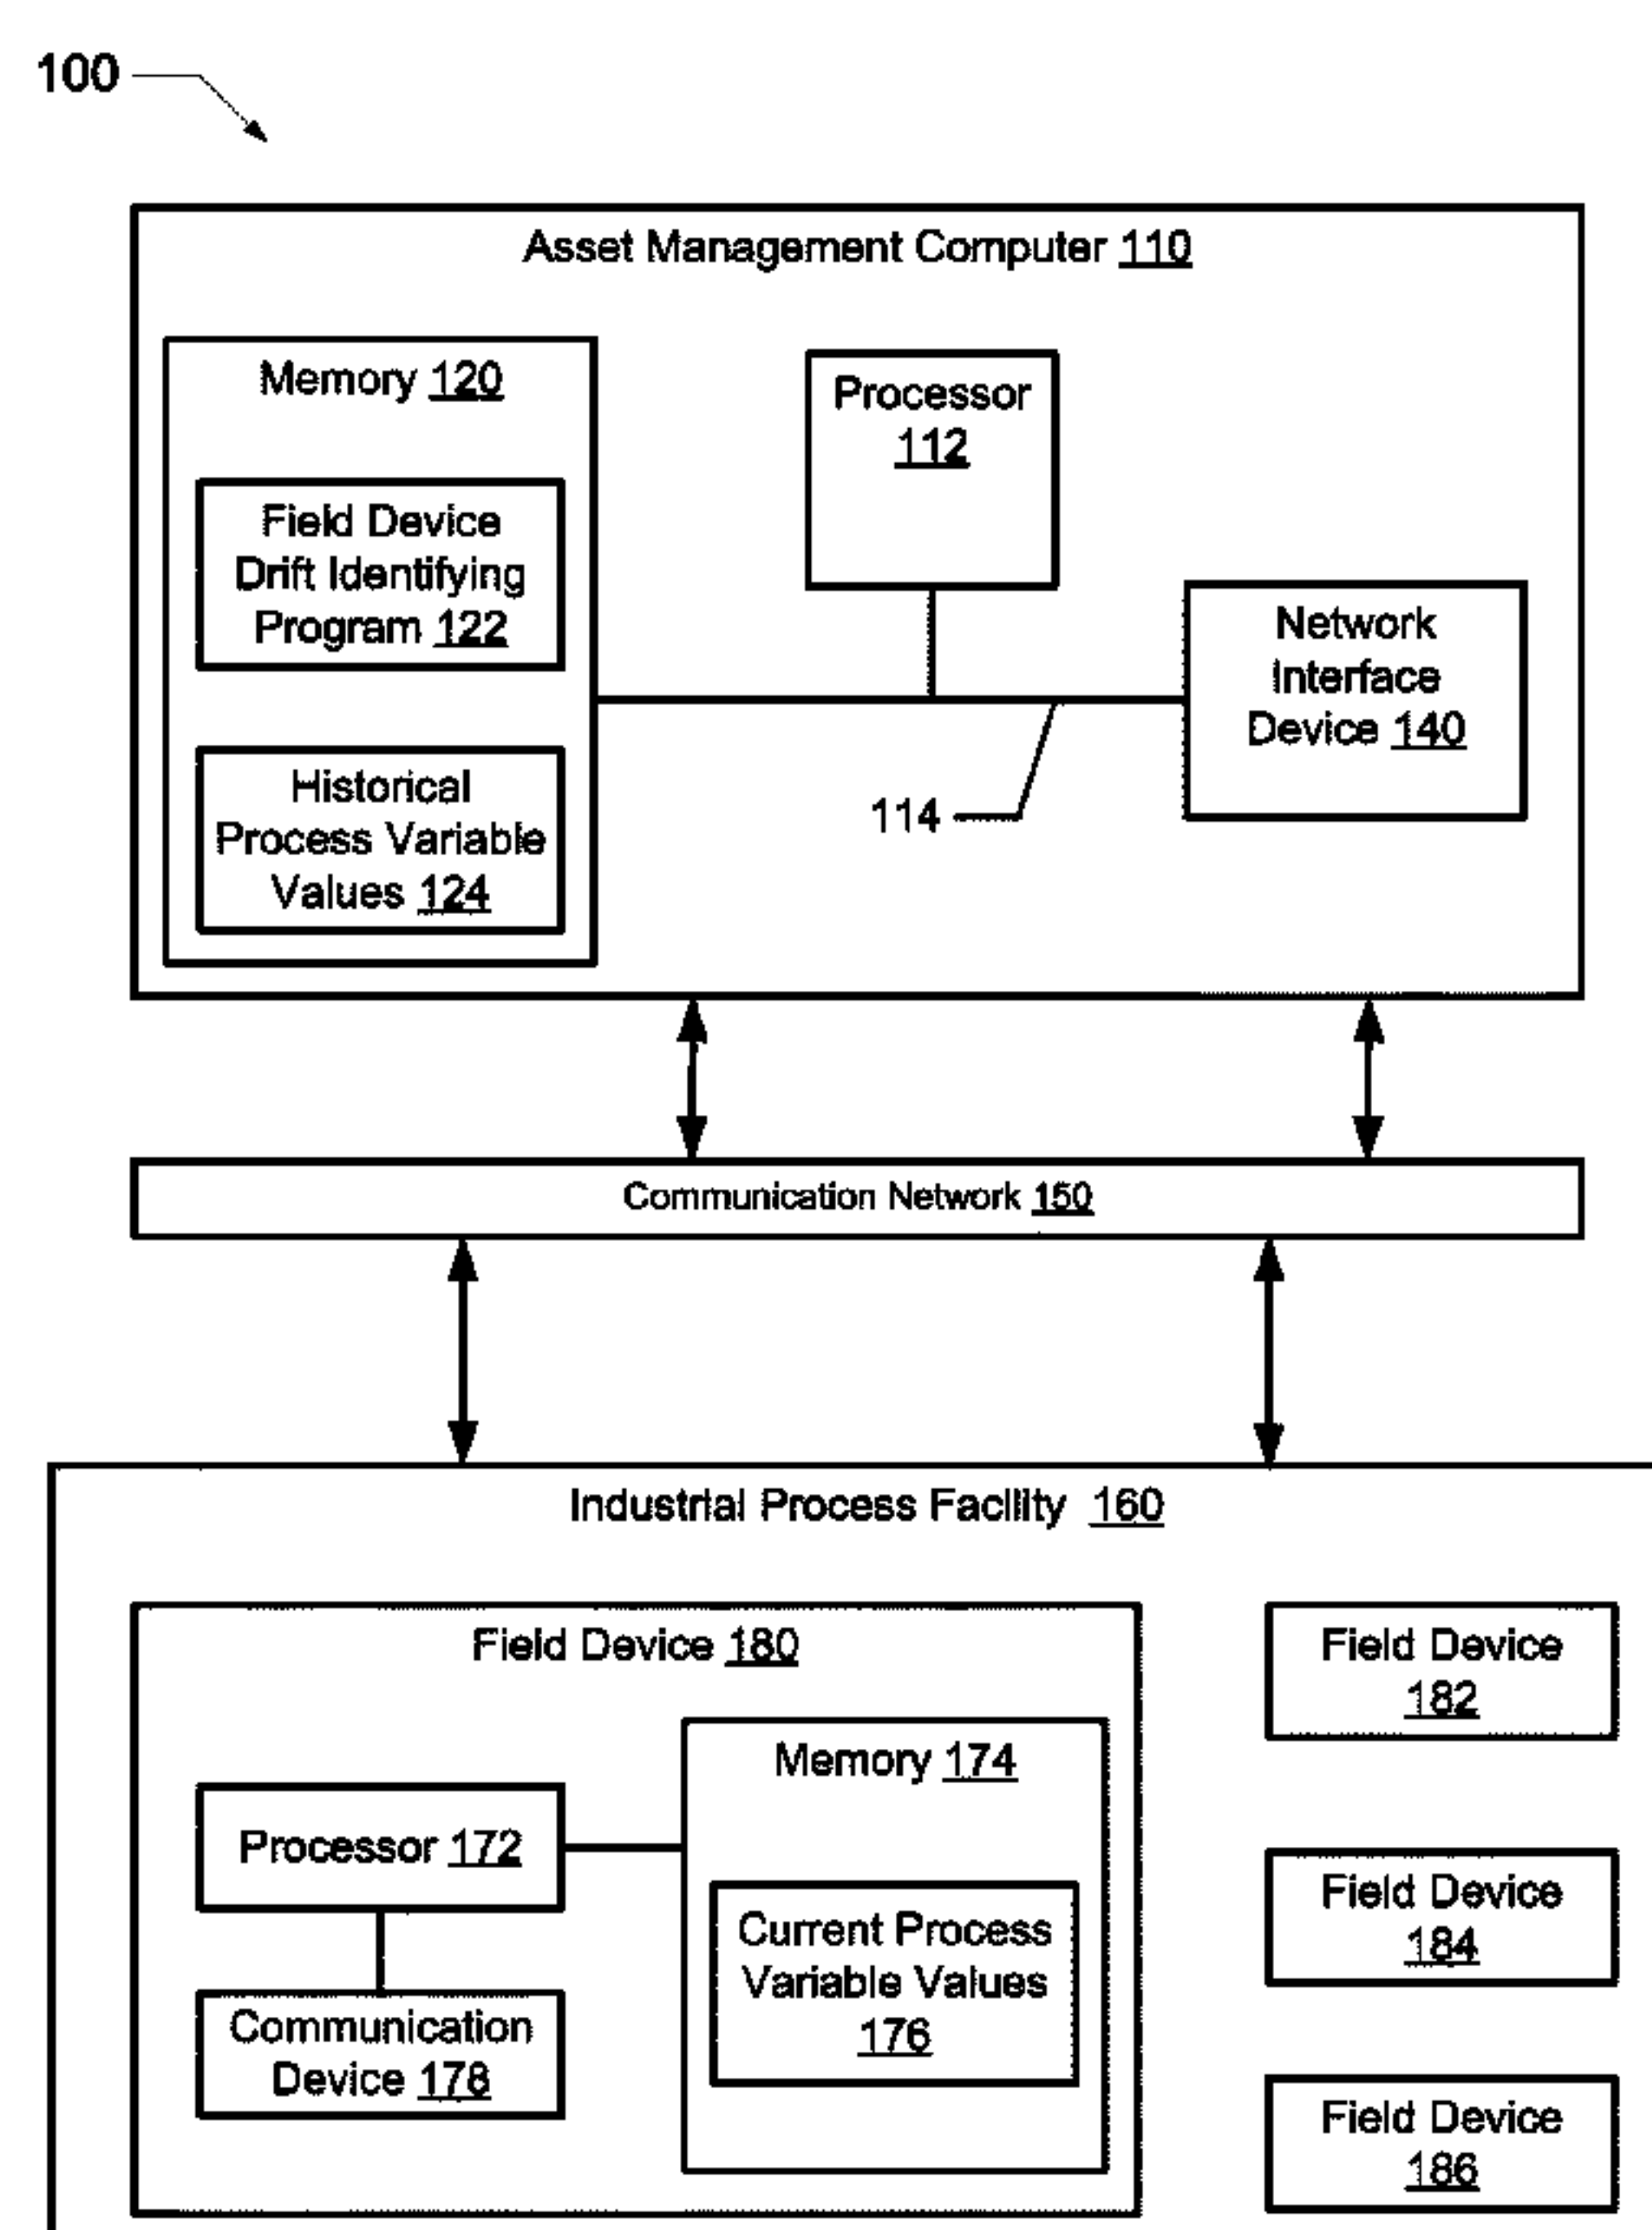 100
Asset Management Computer 110
Memory 120
Field Device
Drift Identifying
Program 122
Historical
Process Variable
Values 124
Processor
112
Network
Interface
Device 140
114
Communication Network 150
Industrial Process Facility 160
Field Device 180
Processor 172
Communication
Device 178
Memory 174
Current Process
Variable Values
176
Field Device
182
Field Device
184
Field Device
186